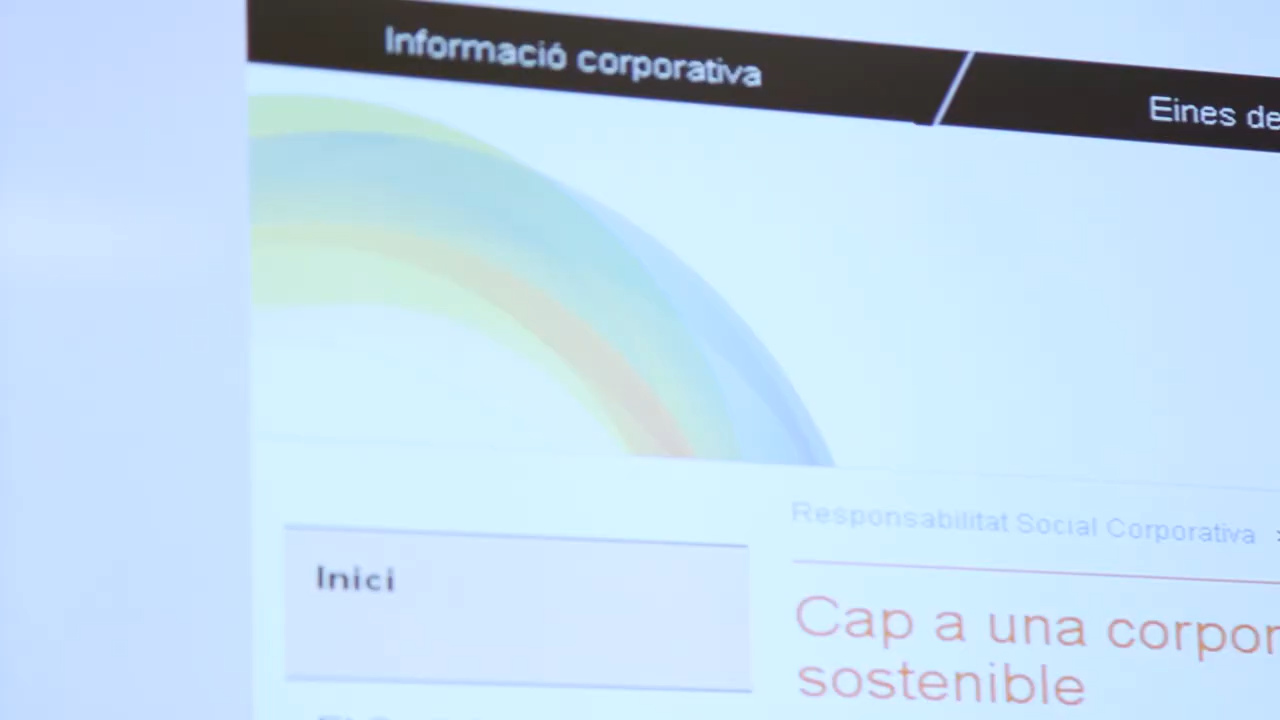 Informació corporativa
Eines de
Responsabilitat Social Corporativa
Inici
Cap a una corpor
sostenible